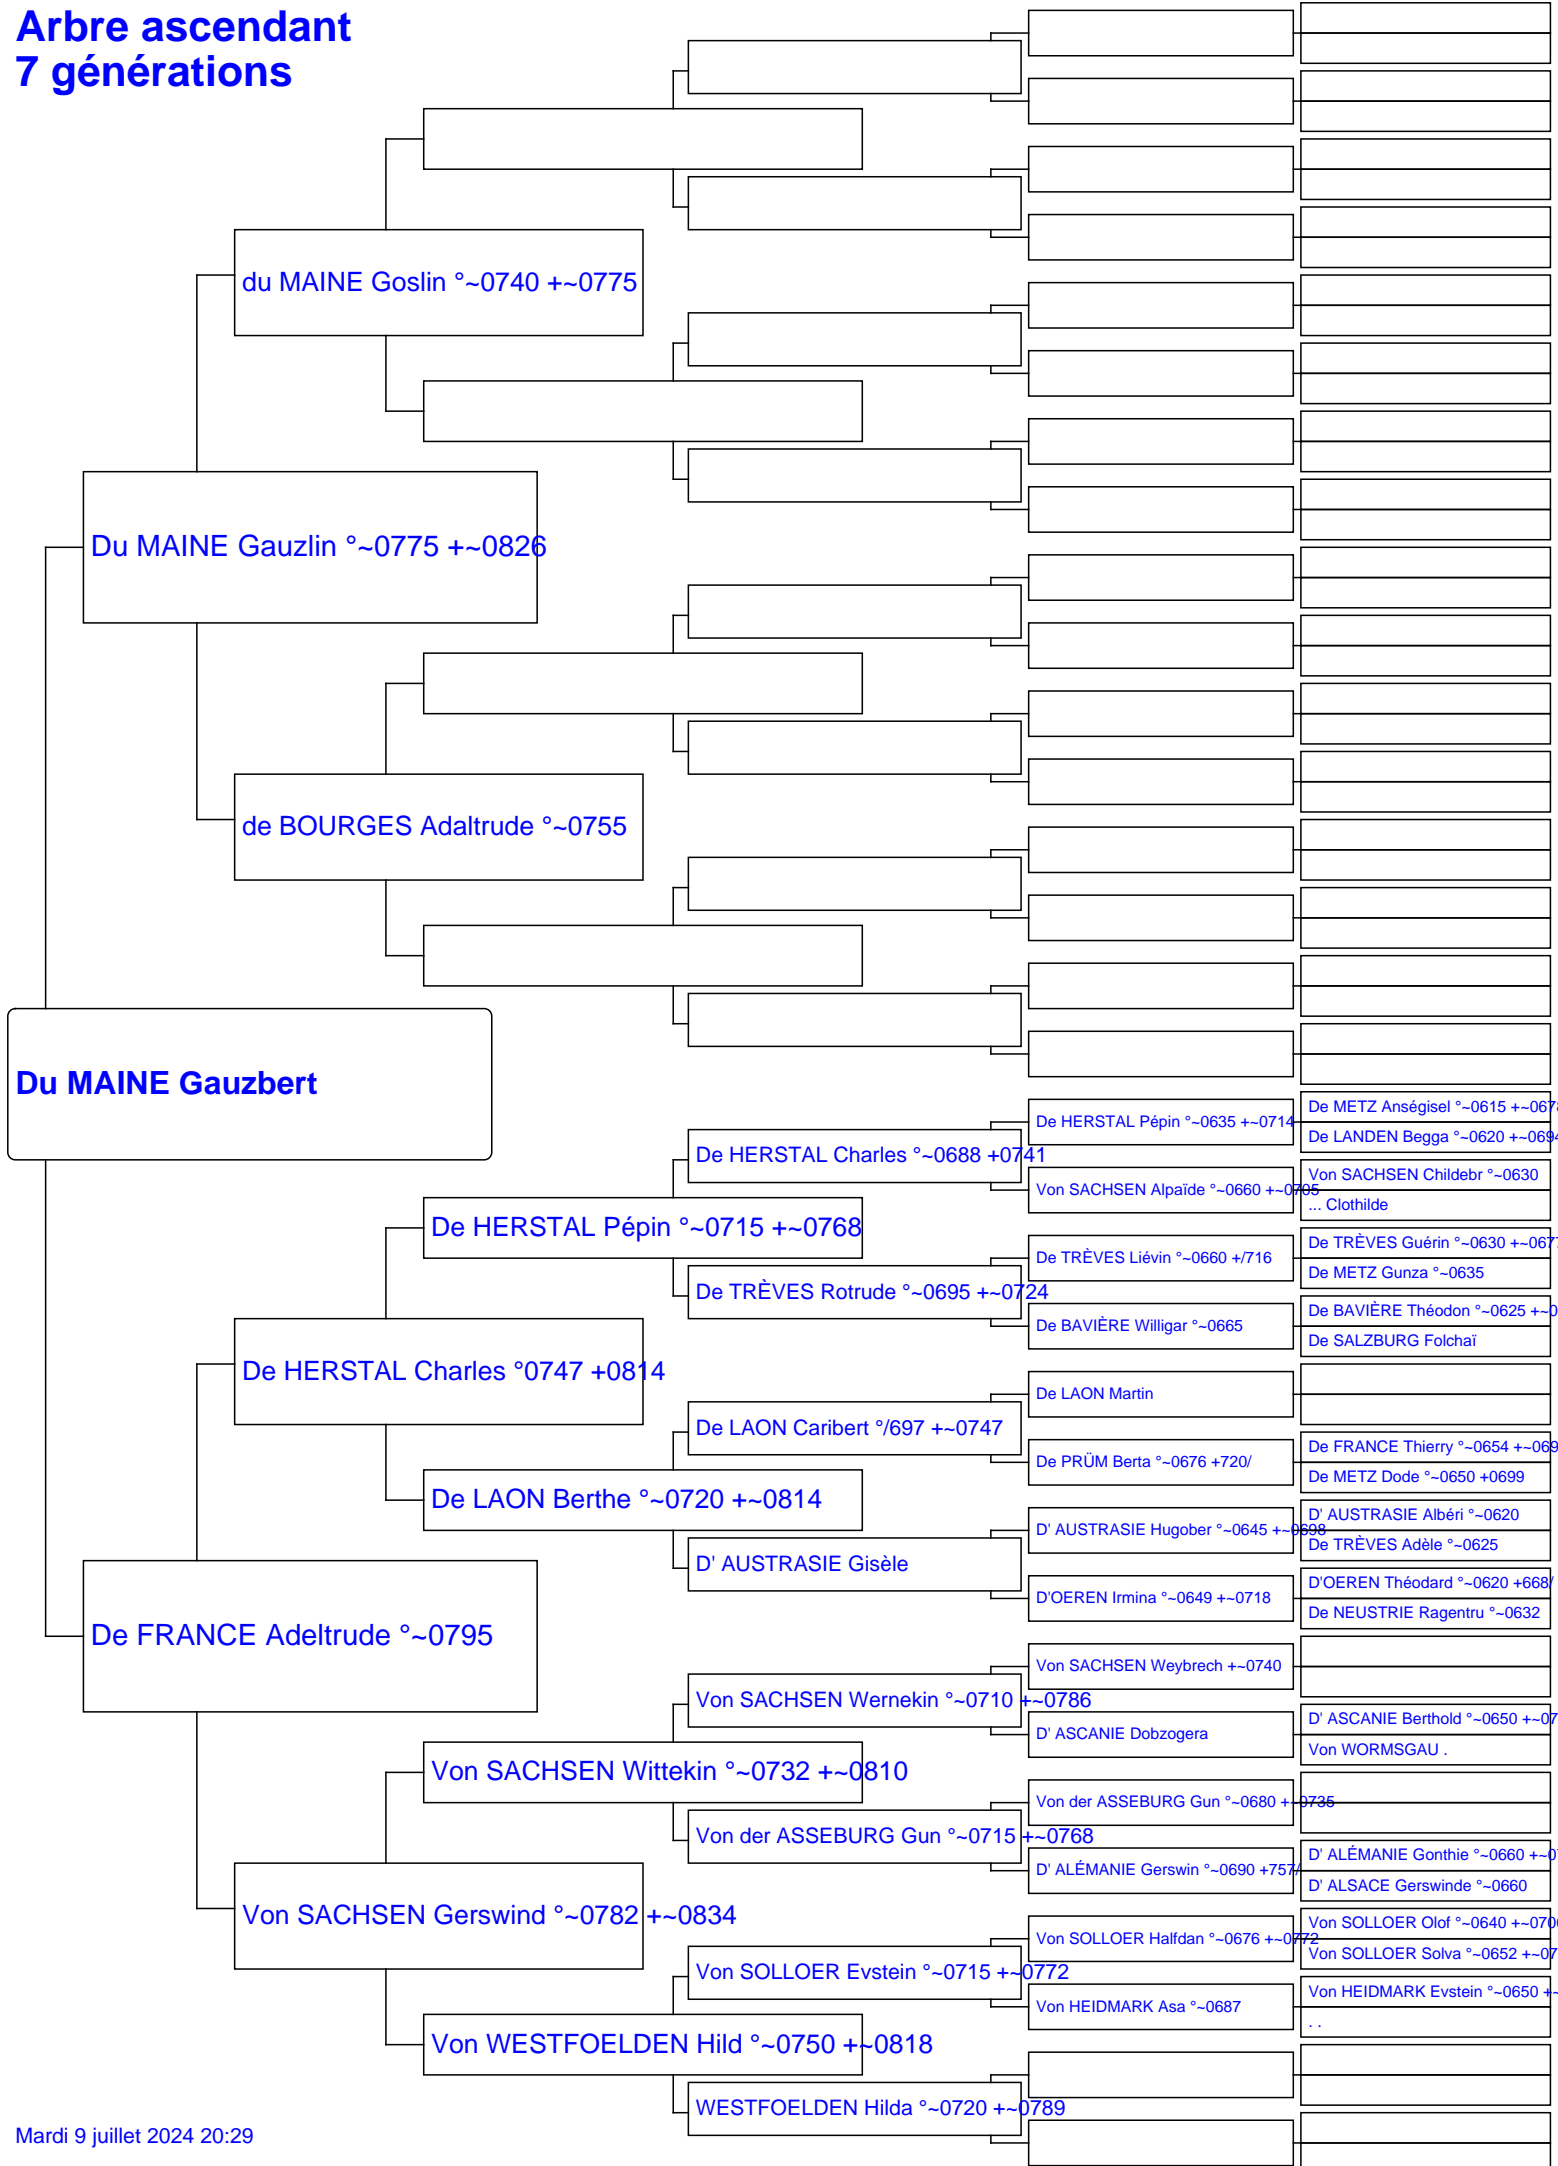 Arbre ascendant
7 générations
du MAINE Goslin °~0740 +~0775
Du MAINE Gauzlin °~0775 +~0826
de BOURGES Adaltrude °~0755
Du MAINE Gauzbert
De METZ Anségisel °~0615 +~067
De HERSTAL Pépin °~0635 +~0714
De LANDEN Begga °~0620 +~0694
De HERSTAL Charles °~0688 +0741
Von SACHSEN Childebr °~0630
Von SACHSEN Alpaïde °~0660 +~0705
... Clothilde
De HERSTAL Pépin °~0715 +~0768
De TRÈVES Guérin °~0630 +~0677
De TRÈVES Liévin °~0660 +/716
De METZ Gunza °~0635
De TRÈVES Rotrude °~0695 +~0724
De BAVIÈRE Théodon °~0625 +~0
De BAVIÈRE Willigar °~0665
De SALZBURG Folchaï
De HERSTAL Charles °0747 +0814
De LAON Martin
De LAON Caribert °/697 +~0747
De FRANCE Thierry °~0654 +~069
De PRÜM Berta °~0676 +720/
De METZ Dode °~0650 +0699
De LAON Berthe °~0720 +~0814
D' AUSTRASIE Albéri °~0620
D' AUSTRASIE Hugober °~0645 +~0698
De TRÈVES Adèle °~0625
D' AUSTRASIE Gisèle
D'OEREN Théodard °~0620 +668/
D'OEREN Irmina °~0649 +~0718
De NEUSTRIE Ragentru °~0632
De FRANCE Adeltrude °~0795
Von SACHSEN Weybrech +~0740
Von SACHSEN Wernekin °~0710 +~0786
D' ASCANIE Berthold °~0650 +~07
D' ASCANIE Dobzogera
Von WORMSGAU .
Von SACHSEN Wittekin °~0732 +~0810
Von der ASSEBURG Gun °~0680 +~0735
Von der ASSEBURG Gun °~0715 +~0768
D' ALÉMANIE Gonthie °~0660 +~0
D' ALÉMANIE Gerswin °~0690 +757/
D' ALSACE Gerswinde °~0660
Von SACHSEN Gerswind °~0782 +~0834
Von SOLLOER Olof °~0640 +~070
Von SOLLOER Halfdan °~0676 +~0772
Von SOLLOER Solva °~0652 +~07
Von SOLLOER Evstein °~0715 +~0772
Von HEIDMARK Evstein °~0650 +~
Von HEIDMARK Asa °~0687
. .
Von WESTFOELDEN Hild °~0750 +~0818
WESTFOELDEN Hilda °~0720 +~0789
Mardi 9 juillet 2024 20:29